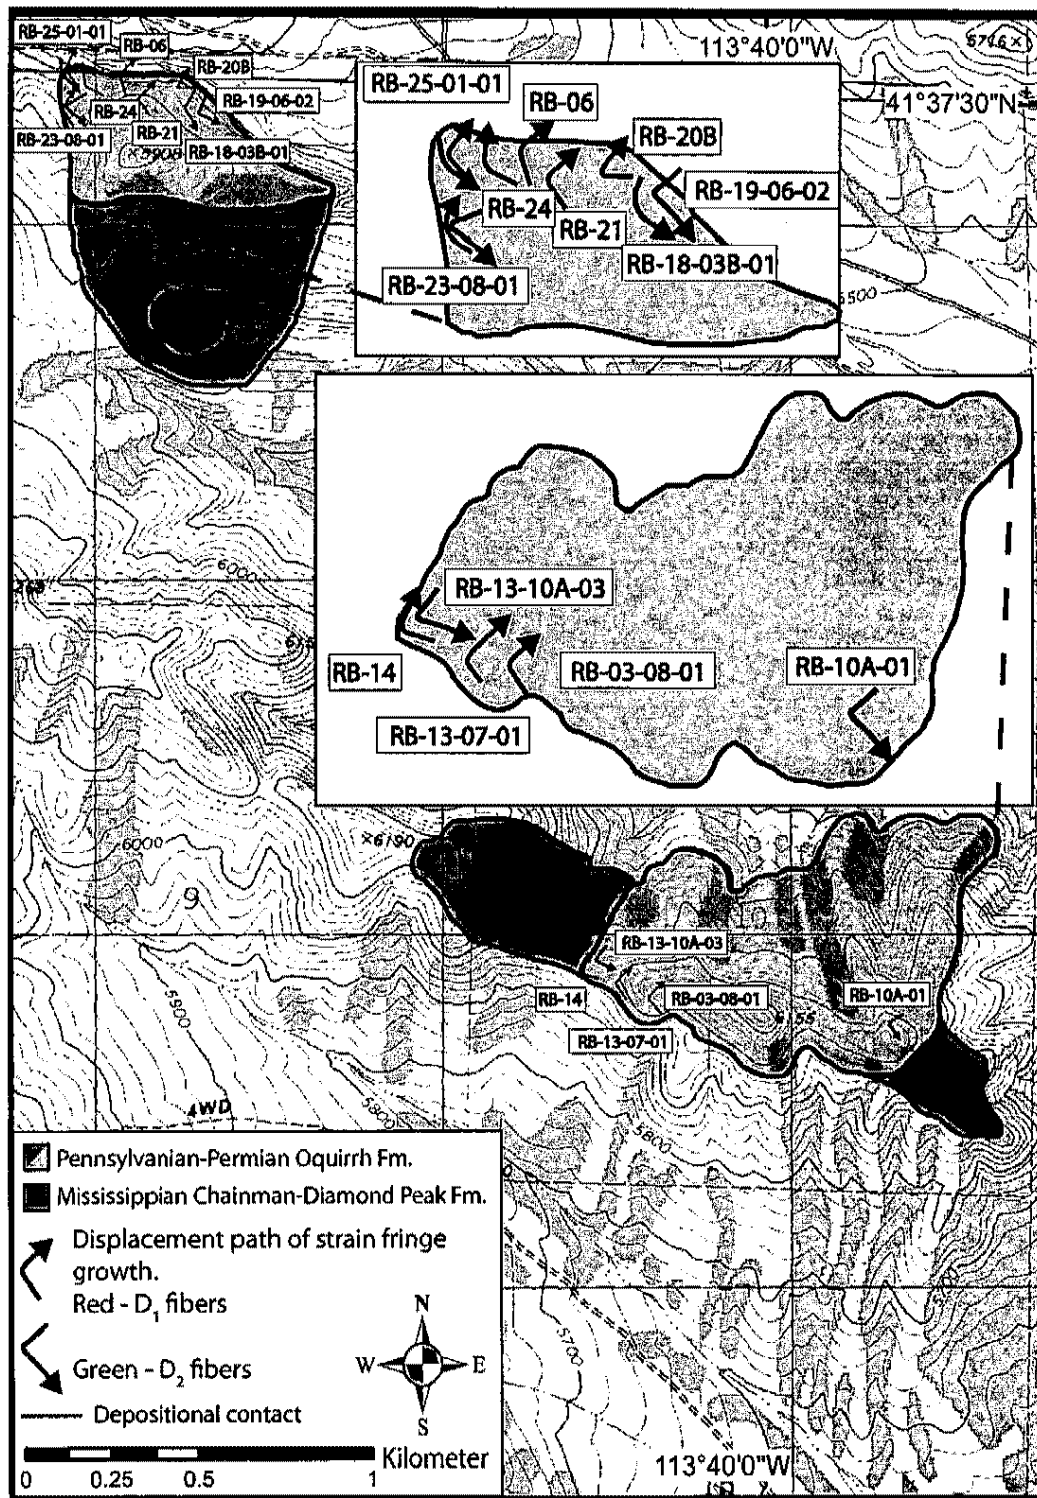 RB-25-01-01
RB-06
RB-20B
RB-19-06-02
RB-24
RB-21
RB-23-08-01
RB-18-03B-01
×5908
113°40'0"W
6716×
41°37'30"N
RB-25-01-01
RB-06
RB-20B
RB-19-06-02
RB-24
RB-21
RB-18-03B-01
RB-23-08-01
6500
6000
RB-13-10A-03
RB-14
RB-03-08-01
RB-10A-01
RB-13-07-01
6000
×6190
9
RB-13-10A-03
RB-14
RB-03-08-01
RB-10A-01
RB-13-07-01
5900
55
4WD
5800
5800
Pennsylvanian-Permian Oquirrh Fm.
Mississippian Chainman-Diamond Peak Fm.
Displacement path of strain fringe
growth.
Red - D₁ fibers
Green - D₂ fibers
Depositional contact
N
W E
S
Kilometer
0 0.25 0.5 1
5700
113°40'0"W